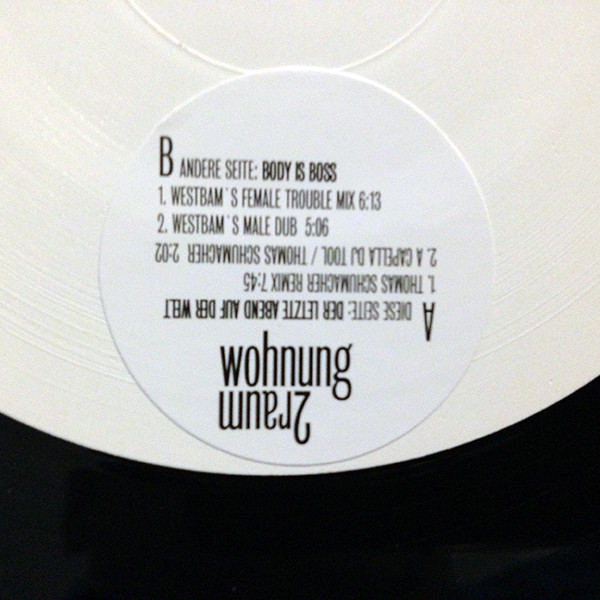 B ANDERE SEITE: BODY IS BOSS
1. WESTBAM`S FEMALE TROUBLE MIX 6:13
2. WESTBAM`S MALE DUB 5:06
A DIESE SEITE: DER LETZTE ABEND AUF DER WELT
1. THOMAS SCHUMACHER REMIX 7:45
2. A CAPELLA DJ TOOL / THOMAS SCHUMACHER 2:02
2raum
wohnung